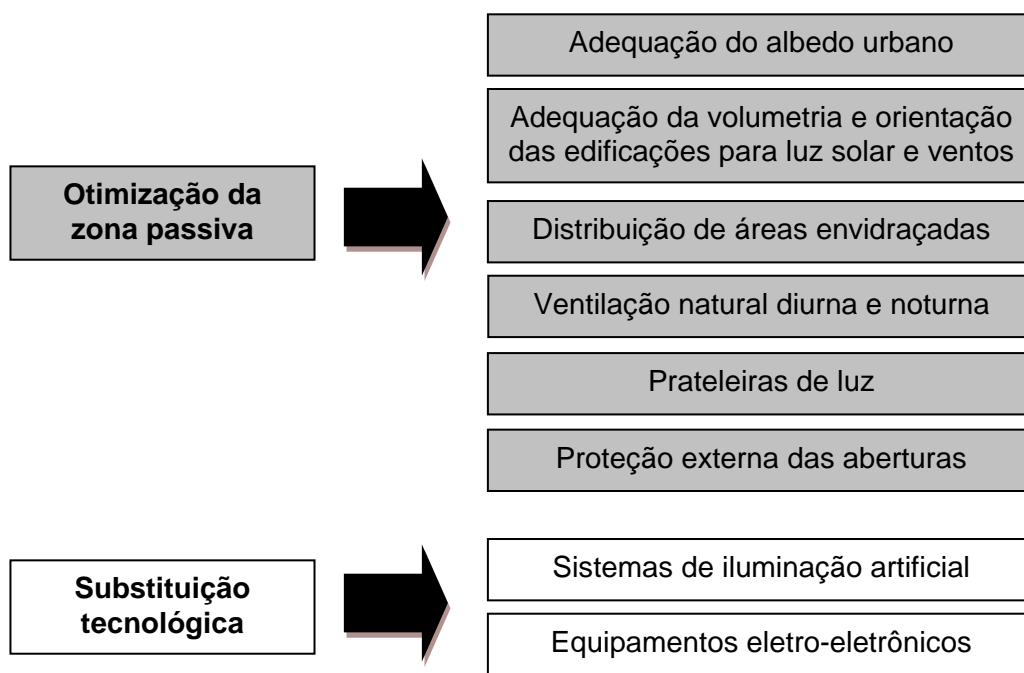 Otimização da
zona passiva
Adequação do albedo urbano
Adequação da volumetria e orientação
das edificações para luz solar e ventos
Distribuição de áreas envidraçadas
Ventilação natural diurna e noturna
Prateleiras de luz
Proteção externa das aberturas
Substituição
tecnológica
Sistemas de iluminação artificial
Equipamentos eletro-eletrônicos